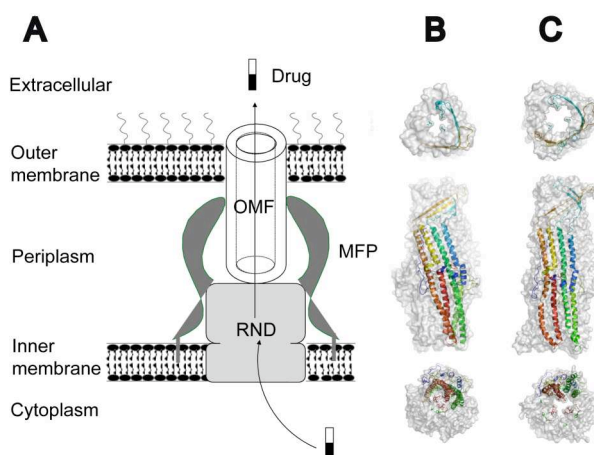 A
B
C
Extracellular
Drug
Outer
membrane
OMF
Periplasm
MFP
RND
Inner
membrane
Cytoplasm